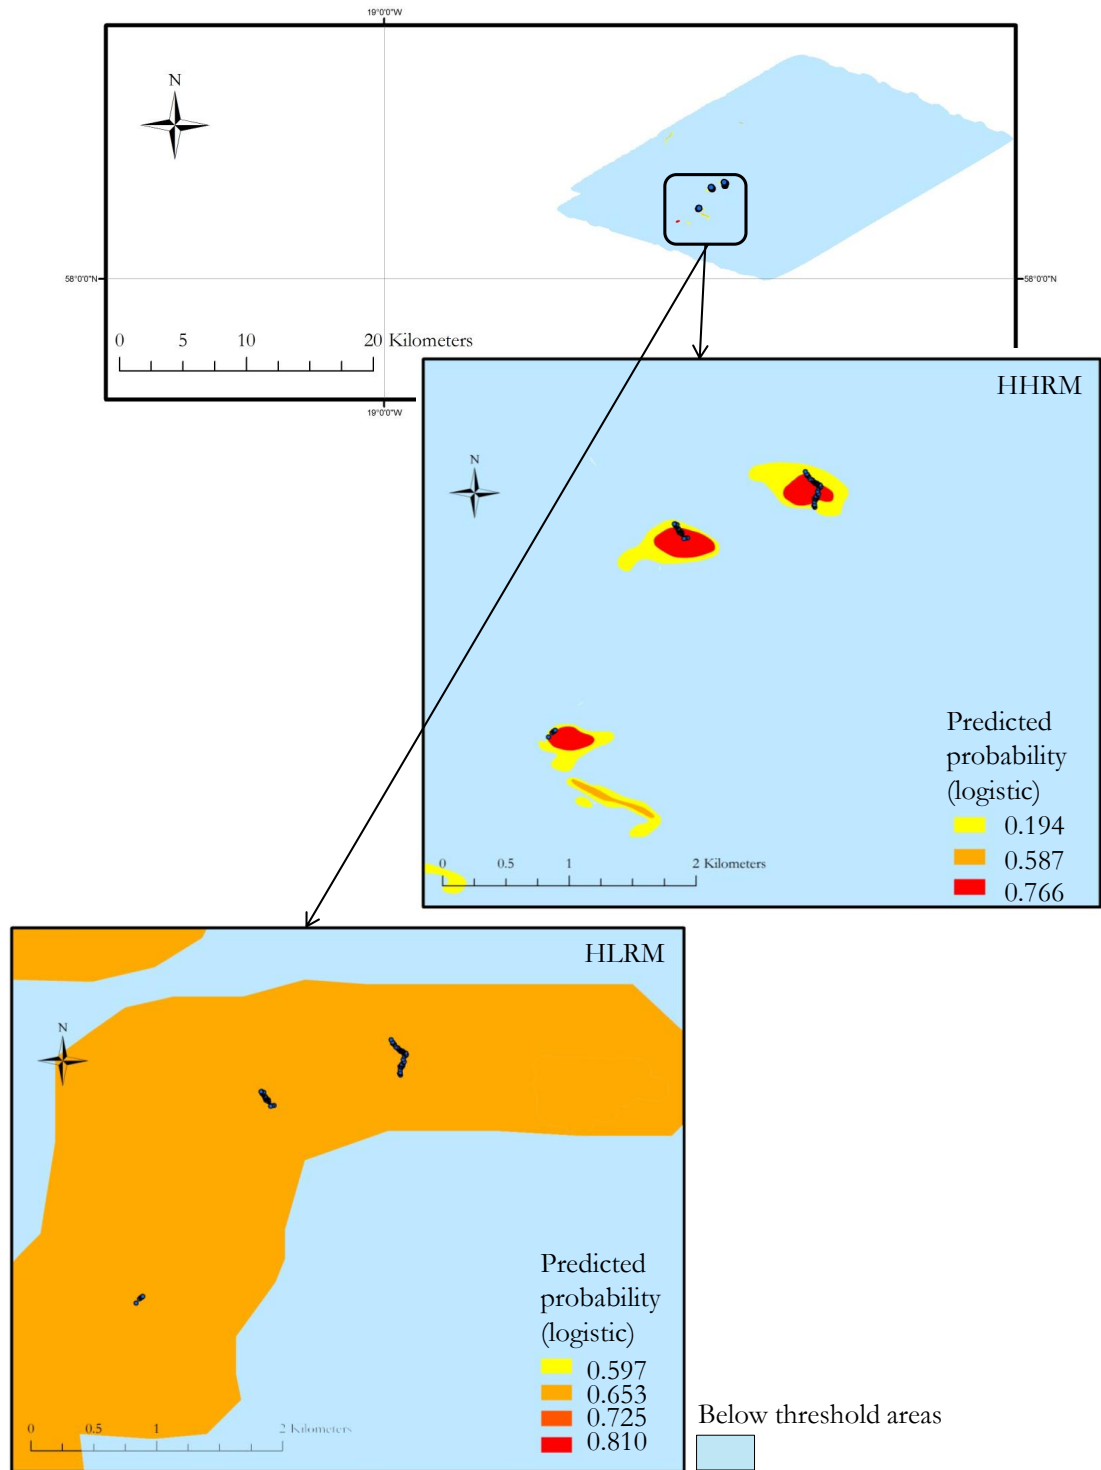 19°0'0"W
N
58°0'0"N
58°0'0"N
0 5 10 20 Kilometers
19°0'0"W
HHRM
N
Predicted
probability
(logistic)
0.194
0.587
0.766
0 0.5 1 2 Kilometers
HLRM
N
Predicted
probability
(logistic)
0.597
0.653
0.725
0.810
0 0.5 1 2 Kilometers
Below threshold areas